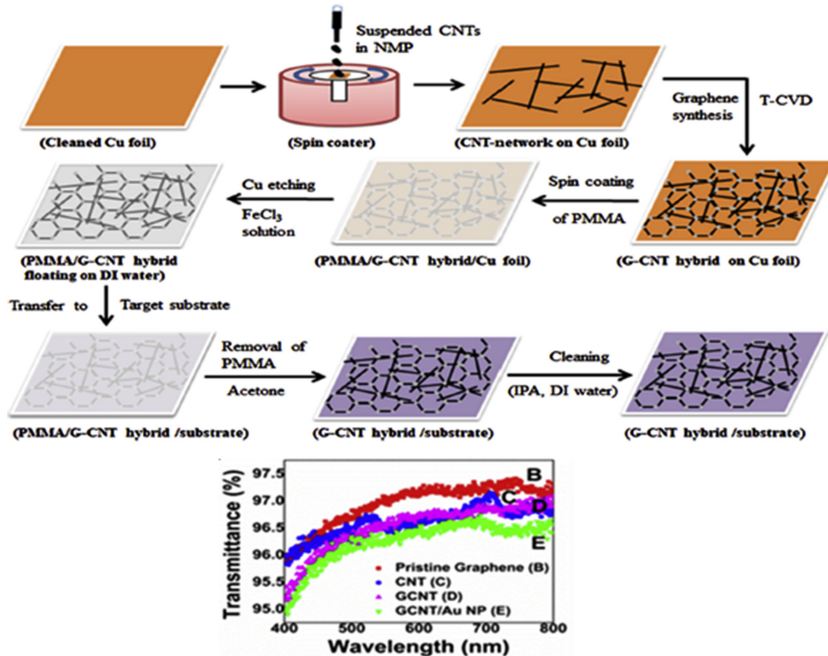 Suspended CNTs
in NMP
(Cleaned Cu foil)
(Spin coater)
(CNT-network on Cu foil)
Graphene
synthesis
T-CVD
Cu etching
FeCl₃
solution
Spin coating
of PMMA
(PMMA/G-CNT hybrid
floating on DI water)
(PMMA/G-CNT hybrid/Cu foil)
(G-CNT hybrid on Cu foil)
Transfer to
Target substrate
Removal of
PMMA
Acetone
Cleaning
(IPA, DI water)
(PMMA/G-CNT hybrid /substrate)
(G-CNT hybrid /substrate)
(G-CNT hybrid /substrate)
Transmittance (%)
97.5
97.0
96.5
96.0
95.5
95.0
B
C
D
E
Pristine Graphene (B)
CNT (C)
GCNT (D)
GCNT/Au NP (E)
400 500 600 700 800
Wavelength (nm)